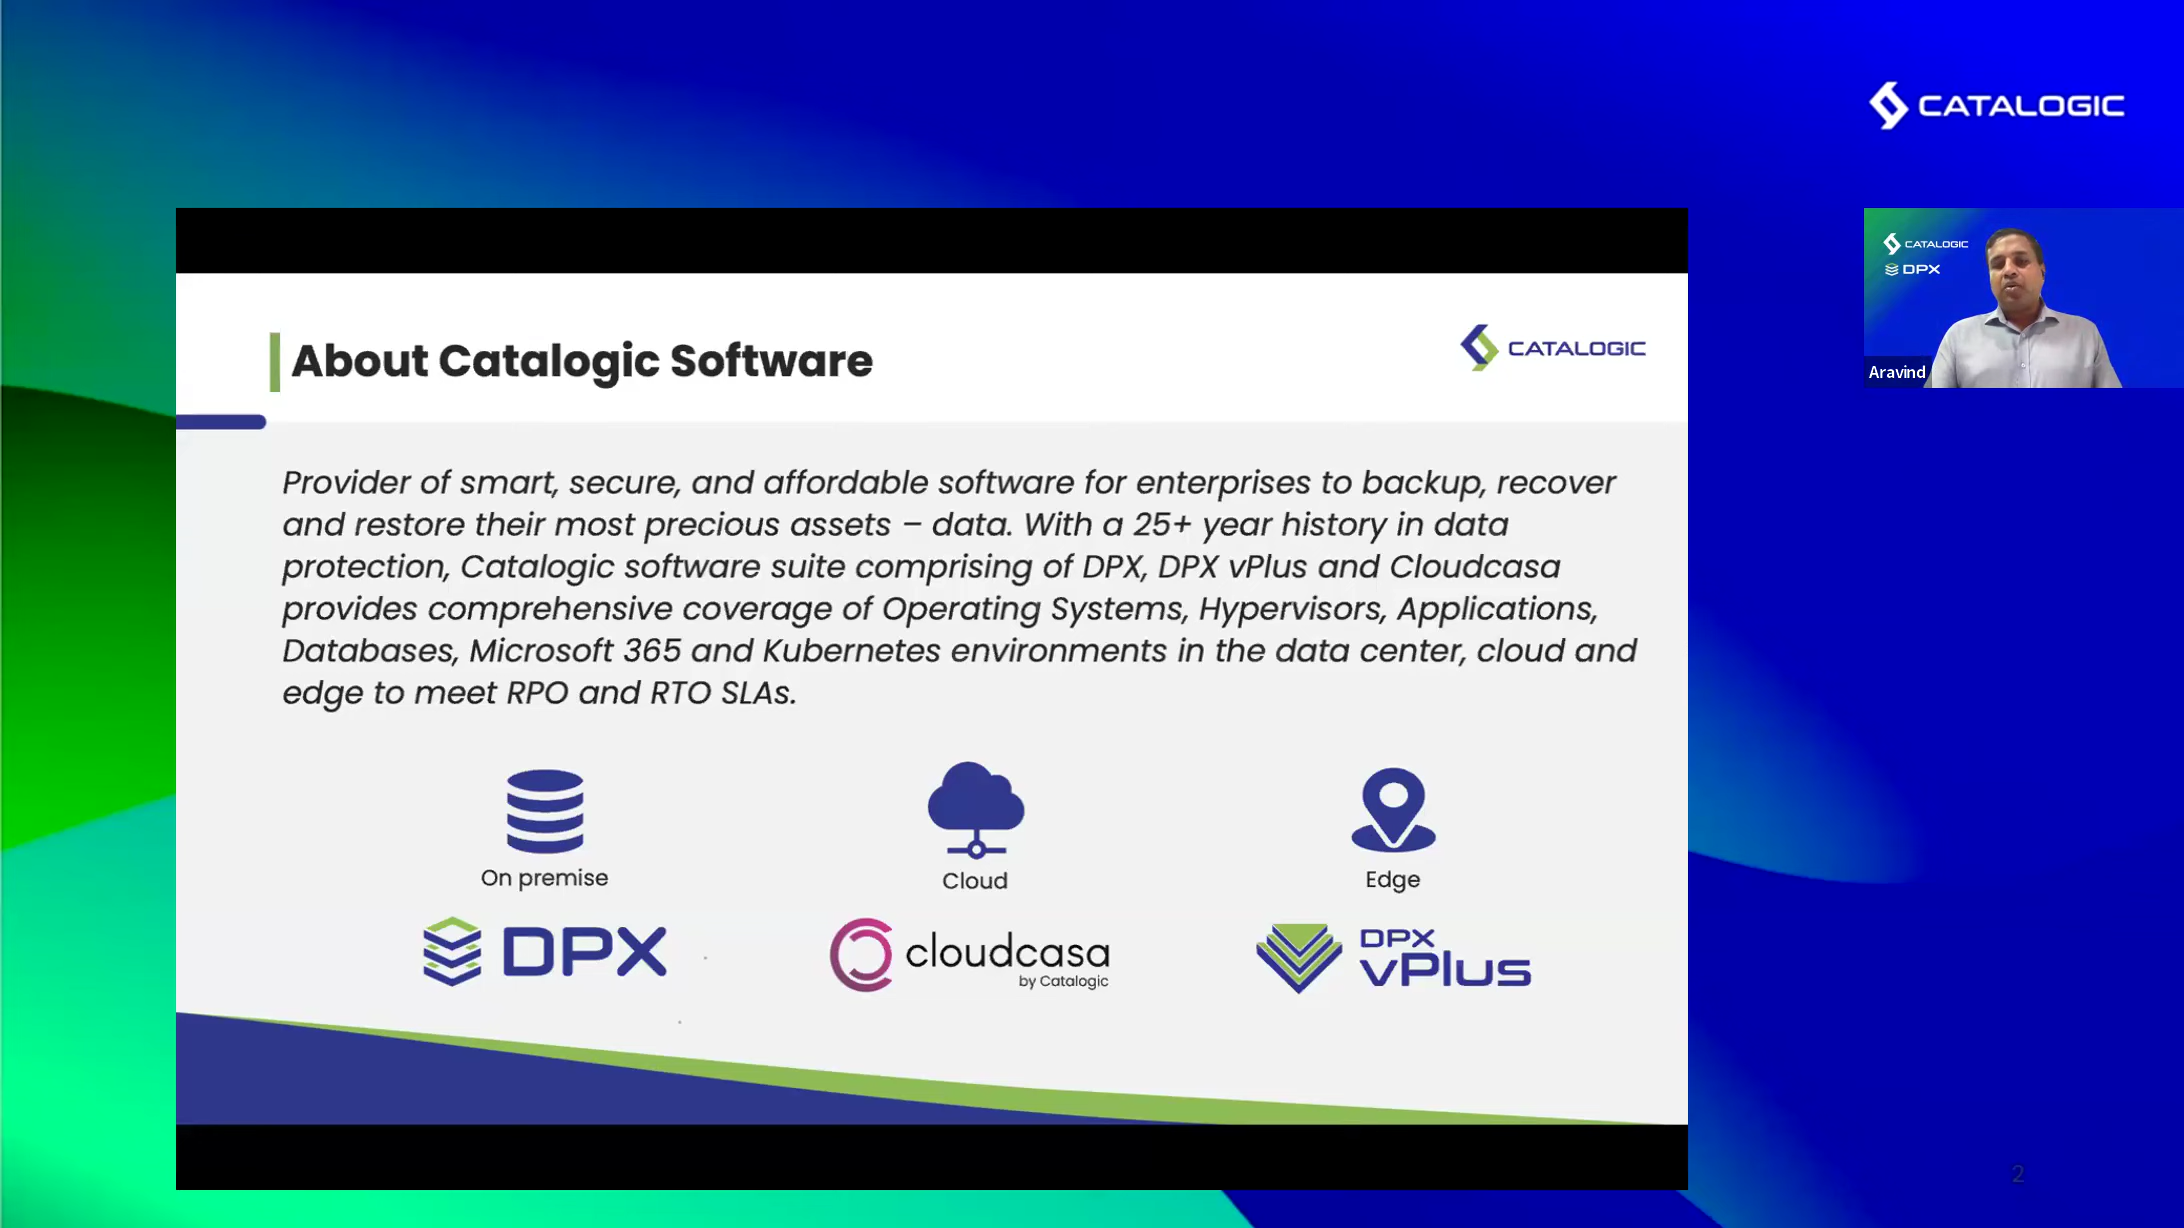 CATALOGIC
CATALOGIC
DPX
Aravind
About Catalogic Software
CATALOGIC
Provider of smart, secure, and affordable software for enterprises to backup, recover
and restore their most precious assets – data. With a 25+ year history in data
protection, Catalogic software suite comprising of DPX, DPX vPlus and Cloudcasa
provides comprehensive coverage of Operating Systems, Hypervisors, Applications,
Databases, Microsoft 365 and Kubernetes environments in the data center, cloud and
edge to meet RPO and RTO SLAs.
On premise
Cloud
Edge
DPX
cloudcasa
by Catalogic
DPX
vPlus
2